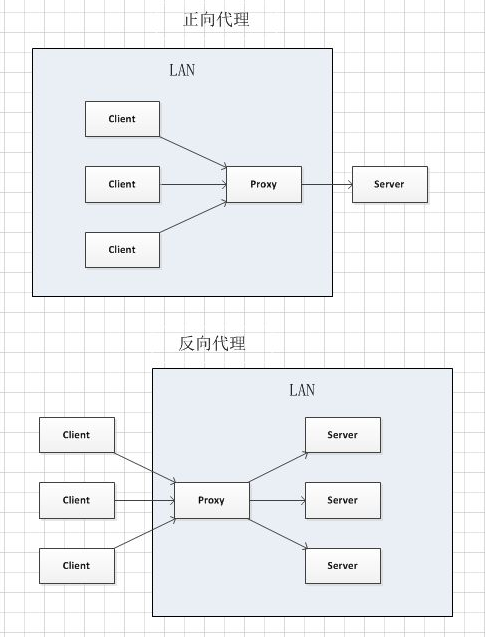 正向代理
LAN
Client
Client
Proxy
Server
Client
反向代理
LAN
Client
Server
Client
Proxy
Server
Client
Server